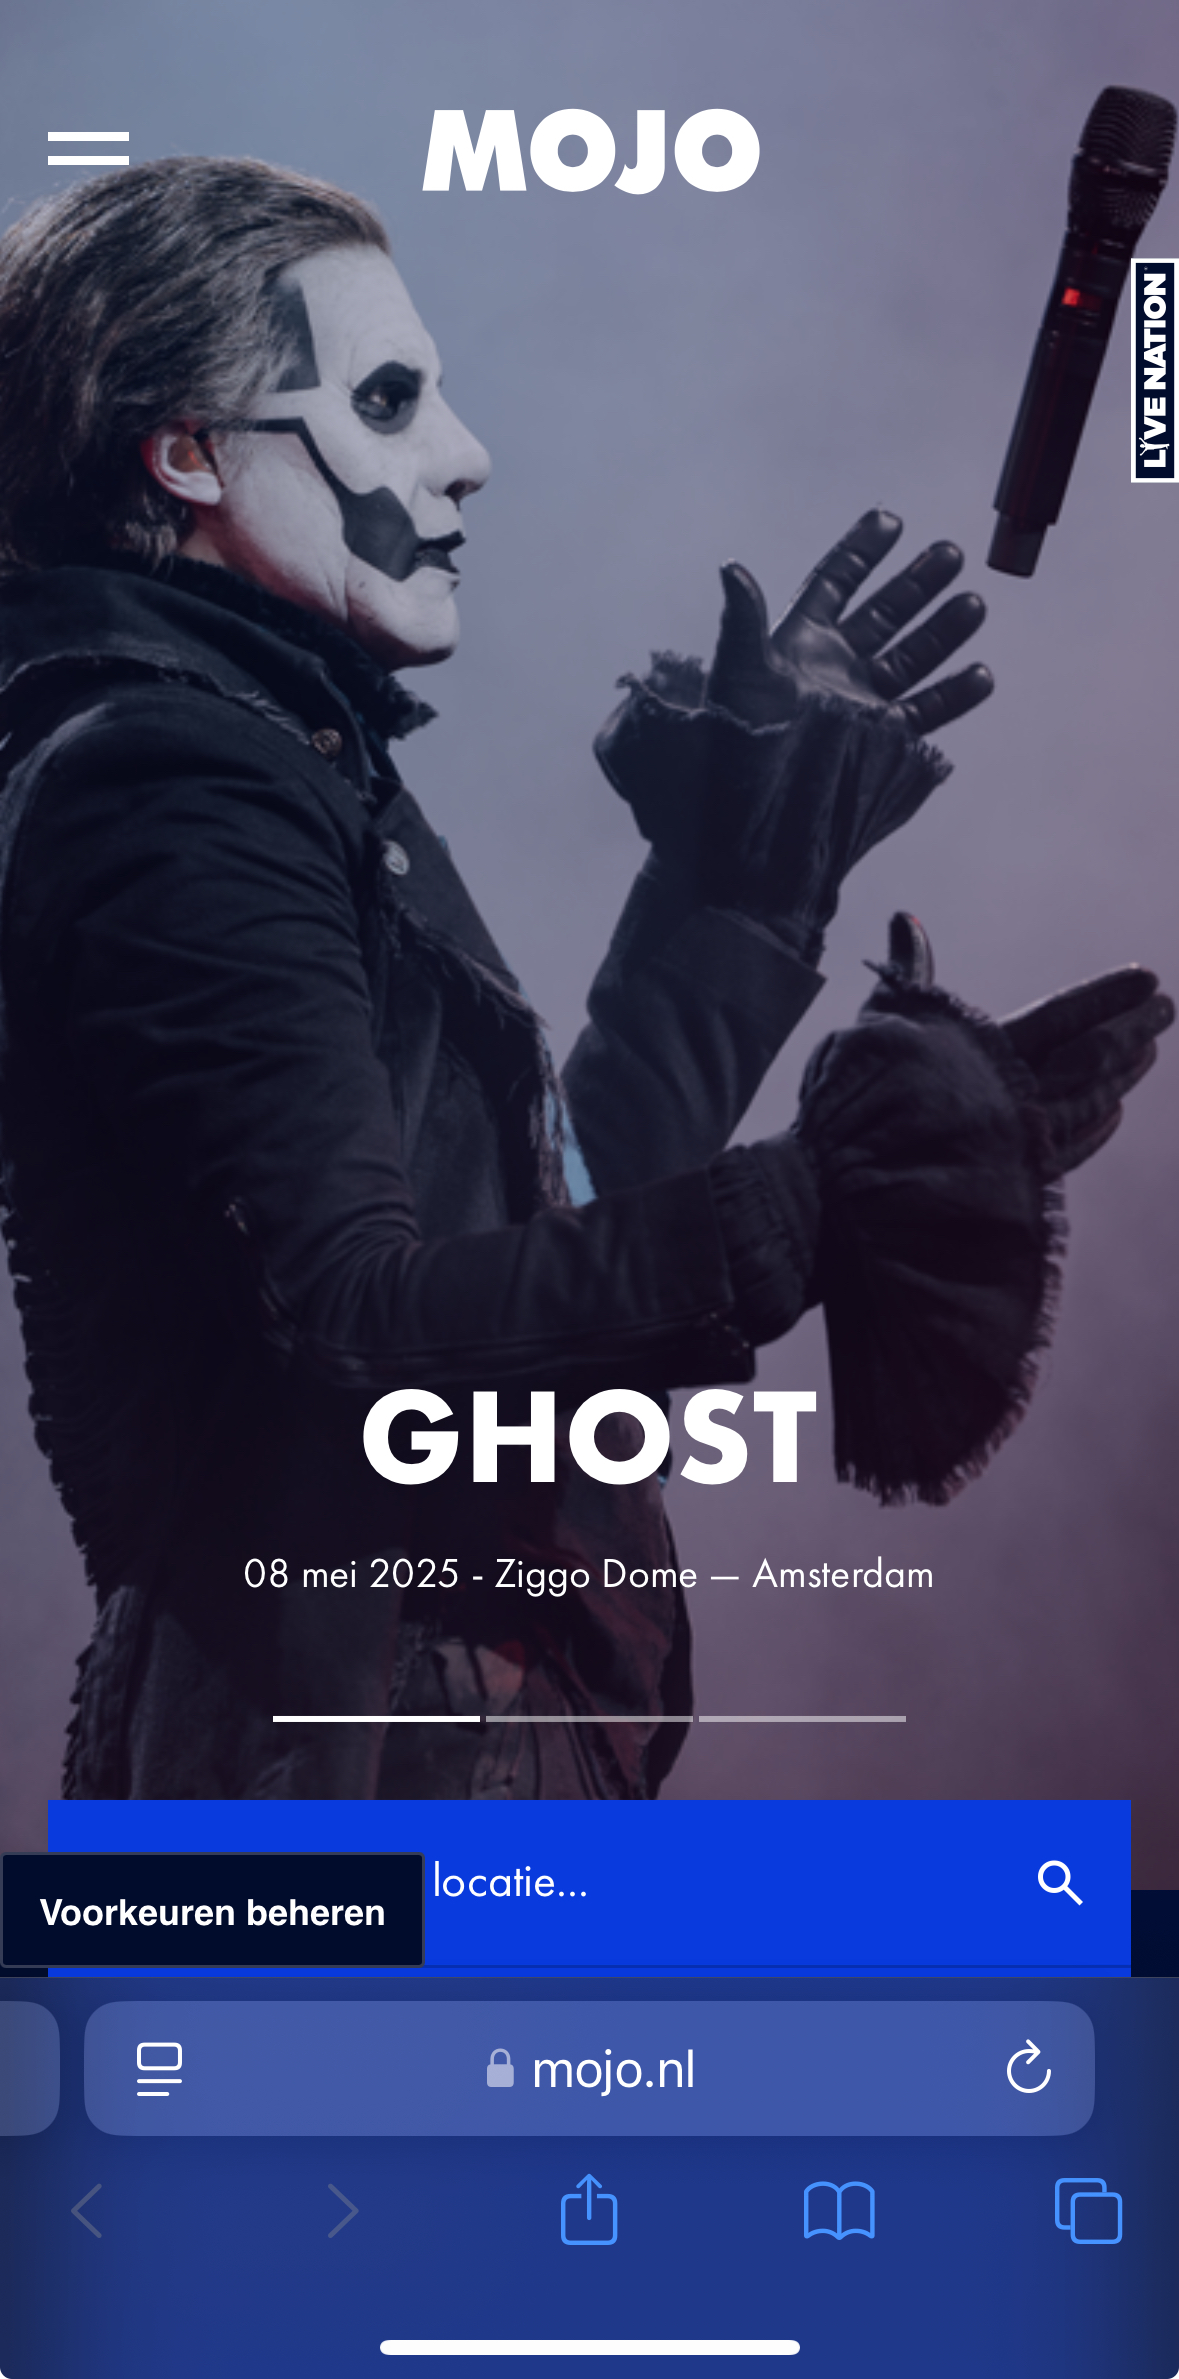 MOJO
LIVE NATION
GHOST
08 mei 2025 - Ziggo Dome — Amsterdam
locatie...
Voorkeuren beheren
mojo.nl